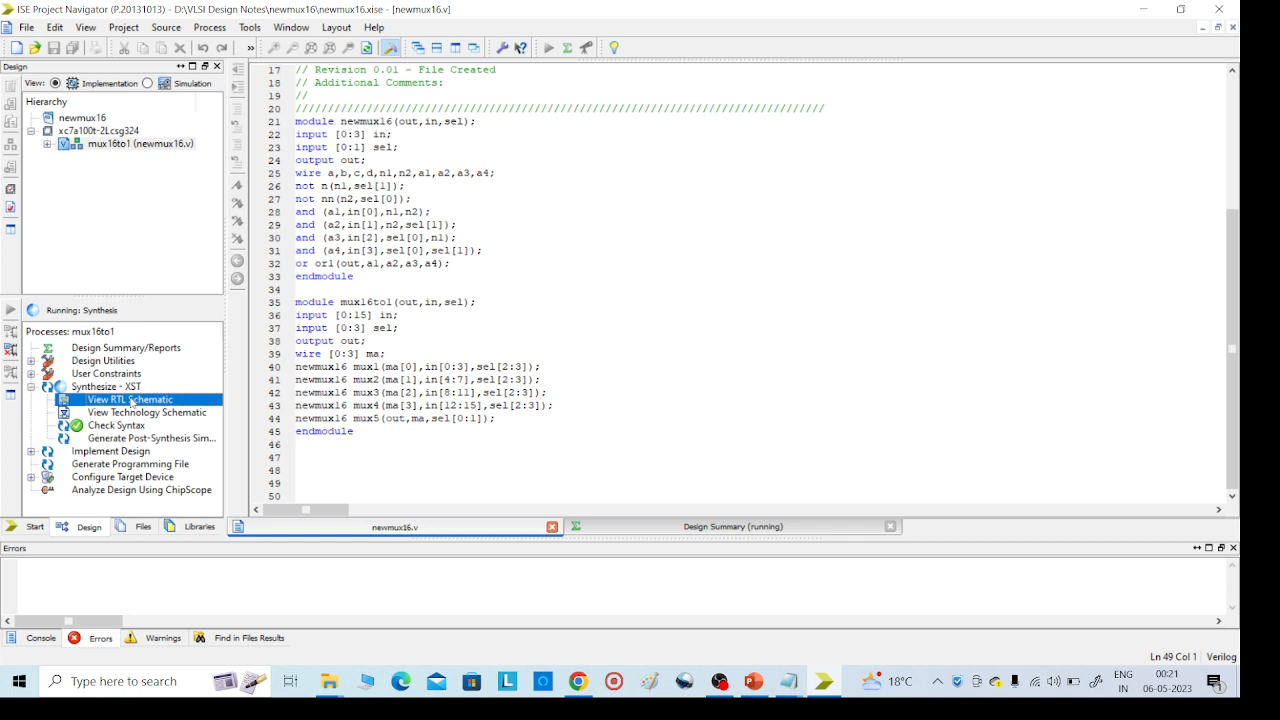 ISE Project Navigator (P.20131013) - D:\VLSI Design Notes\newmux16\newmux16.xise - [newmux16.v]
File Edit View Project Source Process Tools Window Layout Help
Design
View: Implementation Simulation
Hierarchy
newmux16
xc7a100t-2Lcsg324
mux16to1 (newmux16.v)
Running: Synthesis
Processes: mux16to1
Design Summary/Reports
Design Utilities
User Constraints
Synthesize - XST
View RTL Schematic
View Technology Schematic
Check Syntax
Generate Post-Synthesis Sim...
Implement Design
Generate Programming File
Configure Target Device
Analyze Design Using ChipScope
Start Design Files Libraries
17 // Revision 0.01 - File Created
18 // Additional Comments:
19 //
20 //////////////////////////////////////////////////////////////////////////////////
21 module newmux16(out,in,sel);
22 input [0:3] in;
23 input [0:1] sel;
24 output out;
25 wire a,b,c,d,n1,n2,a1,a2,a3,a4;
26 not n(n1,sel[1]);
27 not nn(n2,sel[0]);
28 and (a1,in[0],n1,n2);
29 and (a2,in[1],n2,sel[1]);
30 and (a3,in[2],sel[0],n1);
31 and (a4,in[3],sel[0],sel[1]);
32 or or1(out,a1,a2,a3,a4);
33 endmodule
34
35 module mux16to1(out,in,sel);
36 input [0:15] in;
37 input [0:3] sel;
38 output out;
39 wire [0:3] ma;
40 newmux16 mux1(ma[0],in[0:3],sel[2:3]);
41 newmux16 mux2(ma[1],in[4:7],sel[2:3]);
42 newmux16 mux3(ma[2],in[8:11],sel[2:3]);
43 newmux16 mux4(ma[3],in[12:15],sel[2:3]);
44 newmux16 mux5(out,ma,sel[0:1]);
45 endmodule
46
47
48
49
50
newmux16.v Design Summary (running)
Errors
Console Errors Warnings Find in Files Results
Ln 49 Col 1 Verilog
Type here to search
18°C
ENG
IN
00:21
06-05-2023
1